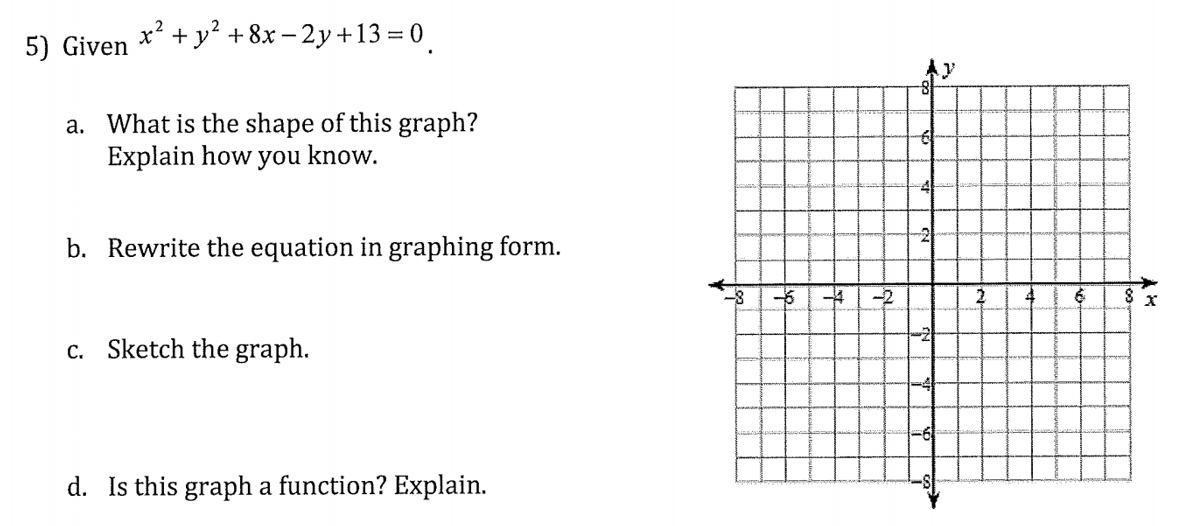 5) Given x² + y² + 8x – 2y + 13 = 0.
a. What is the shape of this graph?
Explain how you know.
b. Rewrite the equation in graphing form.
c. Sketch the graph.
d. Is this graph a function? Explain.
y
8
6
4
2
–8 –6 –4 –2 2 4 6 8 x
–2
–4
–6
–8